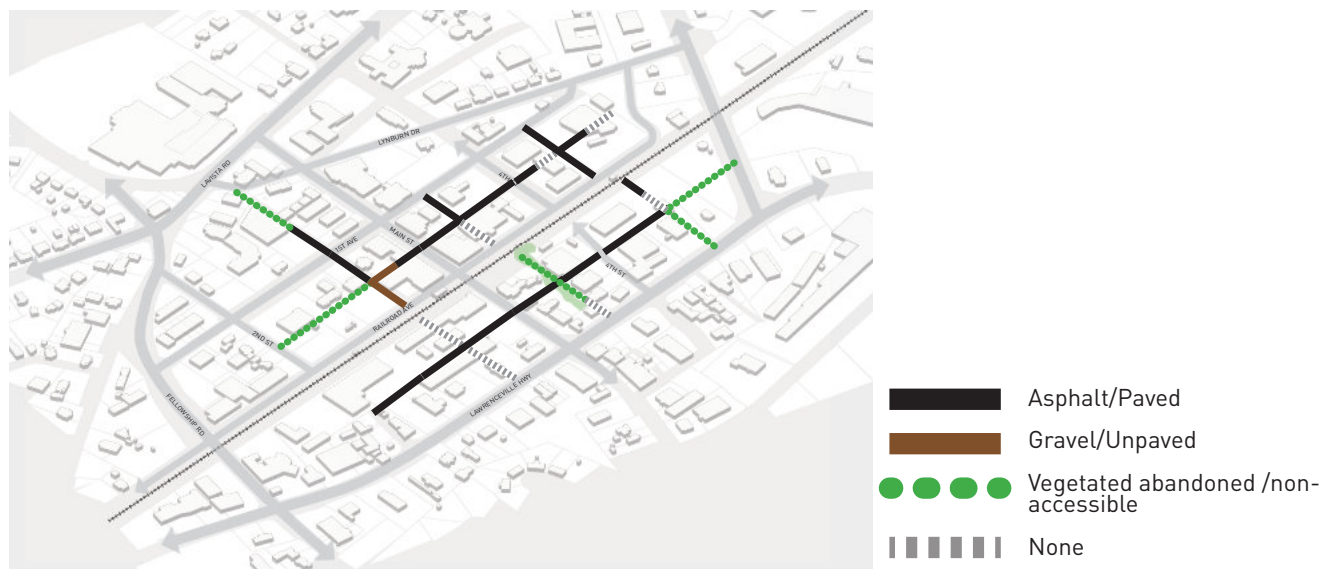 LAVISTA RD
LYNBURN DR
4TH
1ST AVE
MAIN ST
4TH ST
2ND ST
RAILROAD AVE
FELLOWSHIP RD
LAWRENCEVILLE HWY
Asphalt/Paved
Gravel/Unpaved
Vegetated abandoned /non-
accessible
None